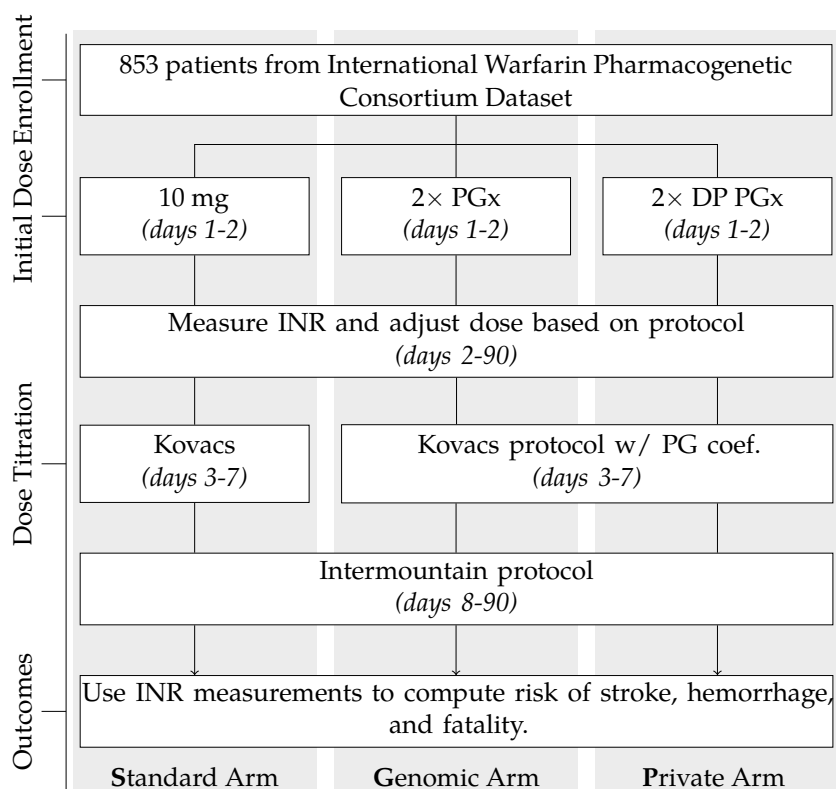 Enrollment
853 patients from International Warfarin Pharmacogenetic
Consortium Dataset
Initial Dose
10 mg
(days 1-2)
2× PGx
(days 1-2)
2× DP PGx
(days 1-2)
Measure INR and adjust dose based on protocol
(days 2-90)
Dose Titration
Kovacs
(days 3-7)
Kovacs protocol w/ PG coef.
(days 3-7)
Intermountain protocol
(days 8-90)
Outcomes
Use INR measurements to compute risk of stroke, hemorrhage,
and fatality.
Standard Arm
Genomic Arm
Private Arm